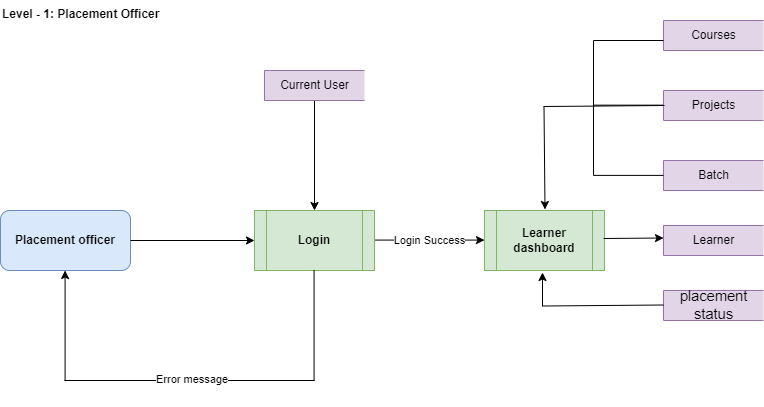 Level - 1: Placement Officer
Courses
Current User
Projects
Batch
Placement officer
Login
Login Success
Learner
dashboard
Learner
placement
status
Error message